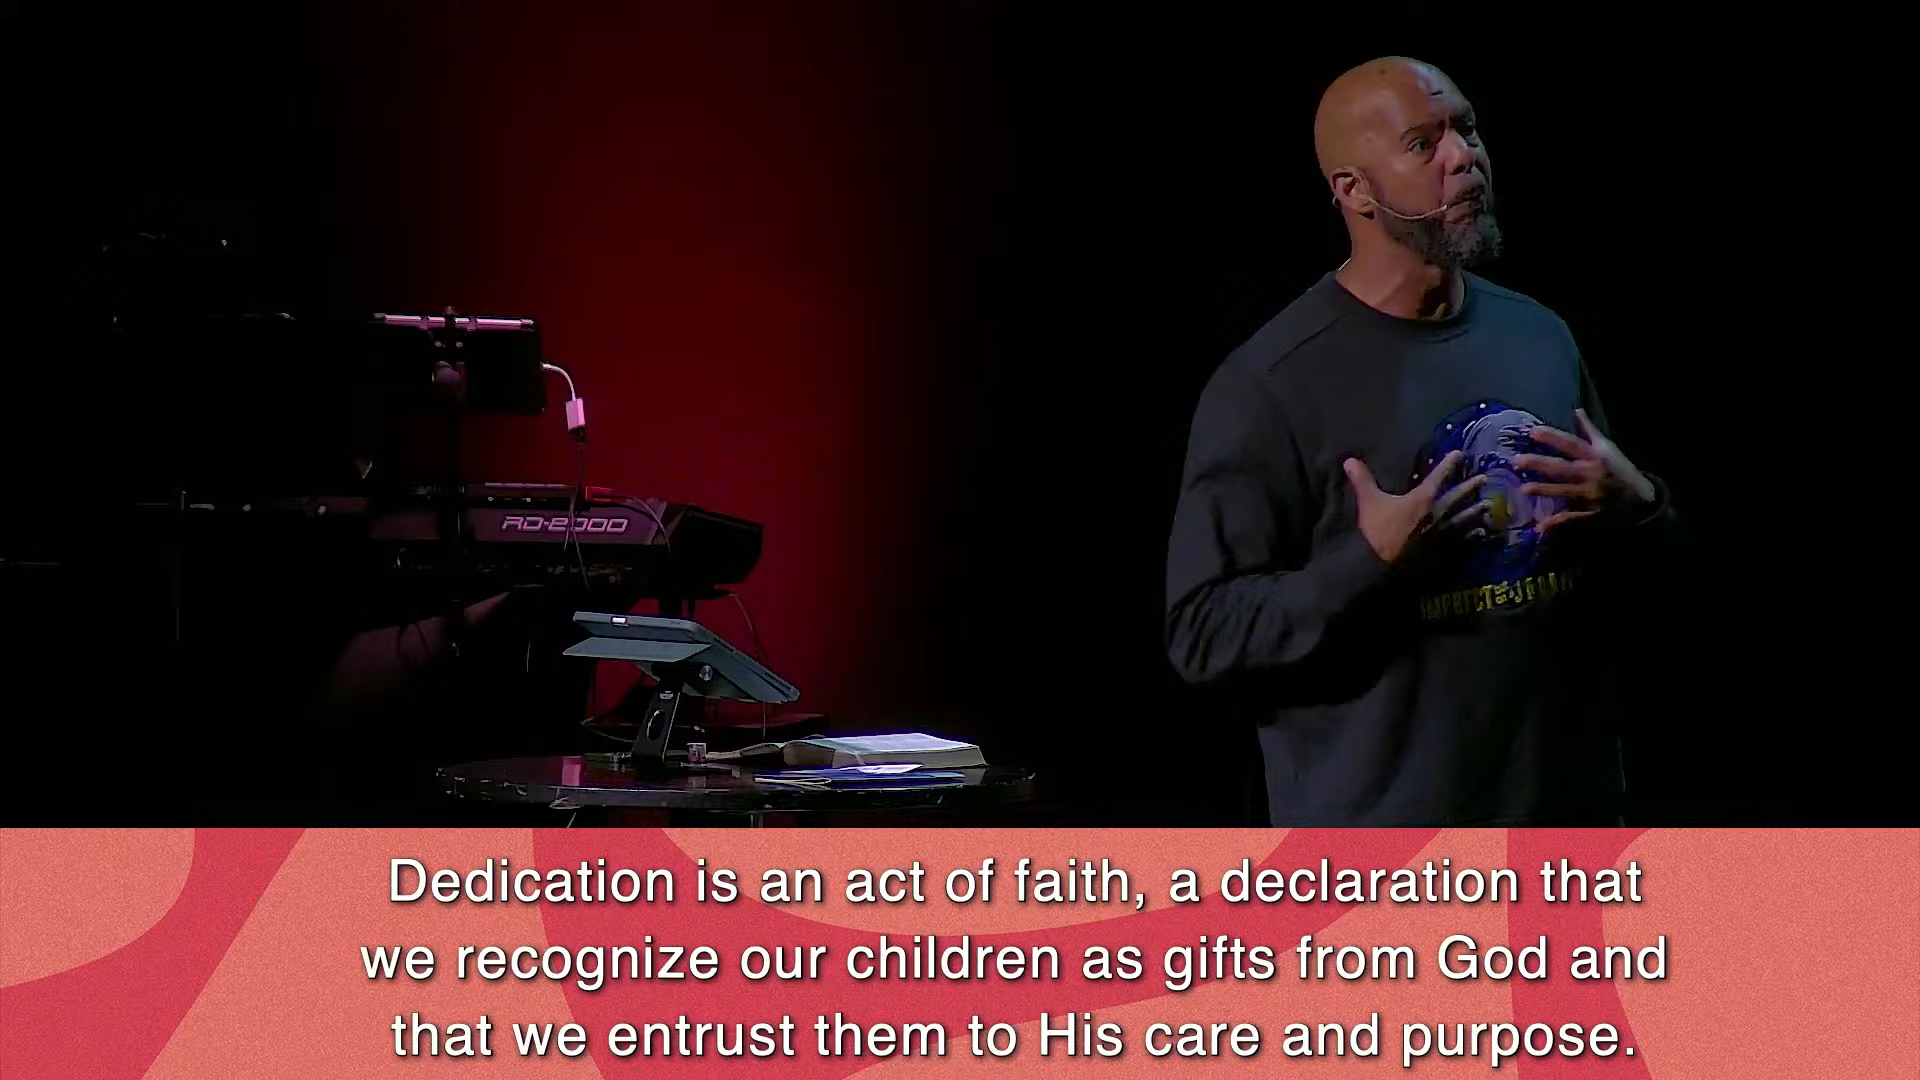 RD-2000
Dedication is an act of faith, a declaration that
we recognize our children as gifts from God and
that we entrust them to His care and purpose.